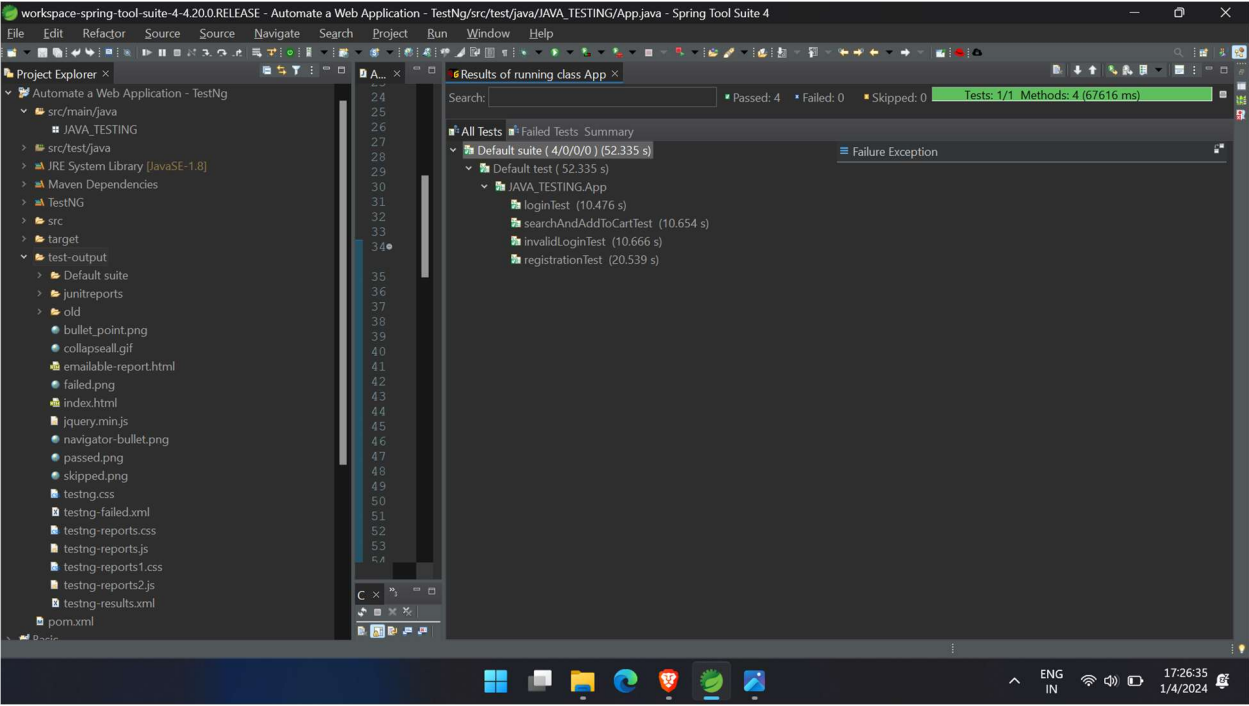 workspace-spring-tool-suite-4-4.20.0.RELEASE - Automate a Web Application - TestNg/src/test/java/JAVA_TESTING/App.java - Spring Tool Suite 4
File Edit Refactor Source Source Navigate Search Project Run Window Help
Project Explorer
Automate a Web Application - TestNg
src/main/java
JAVA_TESTING
src/test/java
JRE System Library [JavaSE-1.8]
Maven Dependencies
TestNG
src
target
test-output
Default suite
junitreports
old
bullet_point.png
collapseall.gif
emailable-report.html
failed.png
index.html
jquery.min.js
navigator-bullet.png
passed.png
skipped.png
testng.css
testng-failed.xml
testng-reports.css
testng-reports.js
testng-reports1.css
testng-reports2.js
testng-results.xml
pom.xml
A...
24
25
26
27
28
29
30
31
32
33
34
35
36
37
38
39
40
41
42
43
44
45
46
47
48
49
50
51
52
53
54
C
Results of running class App
Search:
Passed: 4 Failed: 0 Skipped: 0
Tests: 1/1 Methods: 4 (67616 ms)
All Tests Failed Tests Summary
Default suite ( 4/0/0/0 ) (52.335 s)
Default test ( 52.335 s)
JAVA_TESTING.App
loginTest (10.476 s)
searchAndAddToCartTest (10.654 s)
invalidLoginTest (10.666 s)
registrationTest (20.539 s)
Failure Exception
ENG
IN
17:26:35
1/4/2024